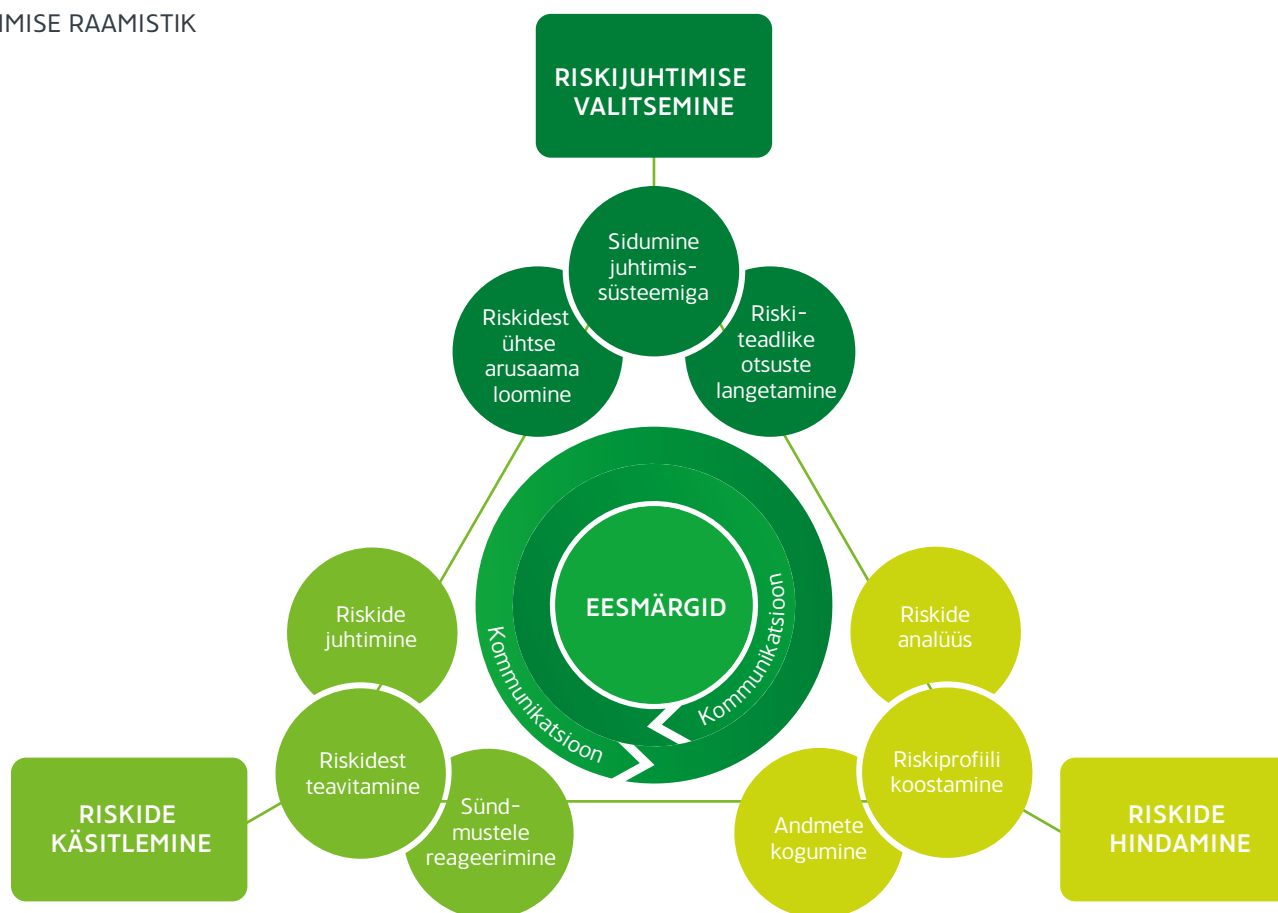 IMISE RAAMISTIK
RISKIJUHTIMISE
VALITSEMINE
Sidumine
juhtimis-
süsteemiga
Riskidest
ühtse
arusaama
loomine
Riski-
teadlike
otsuste
langetamine
EESMÄRGID
Kommunikatsioon
Kommunikatsioon
Riskide
juhtimine
Riskidest
teavitamine
Sünd-
mustele
reageerimine
RISKIDE
KÄSITLEMINE
Riskide
analüüs
Riskiprofiili
koostamine
Andmete
kogumine
RISKIDE
HINDAMINE